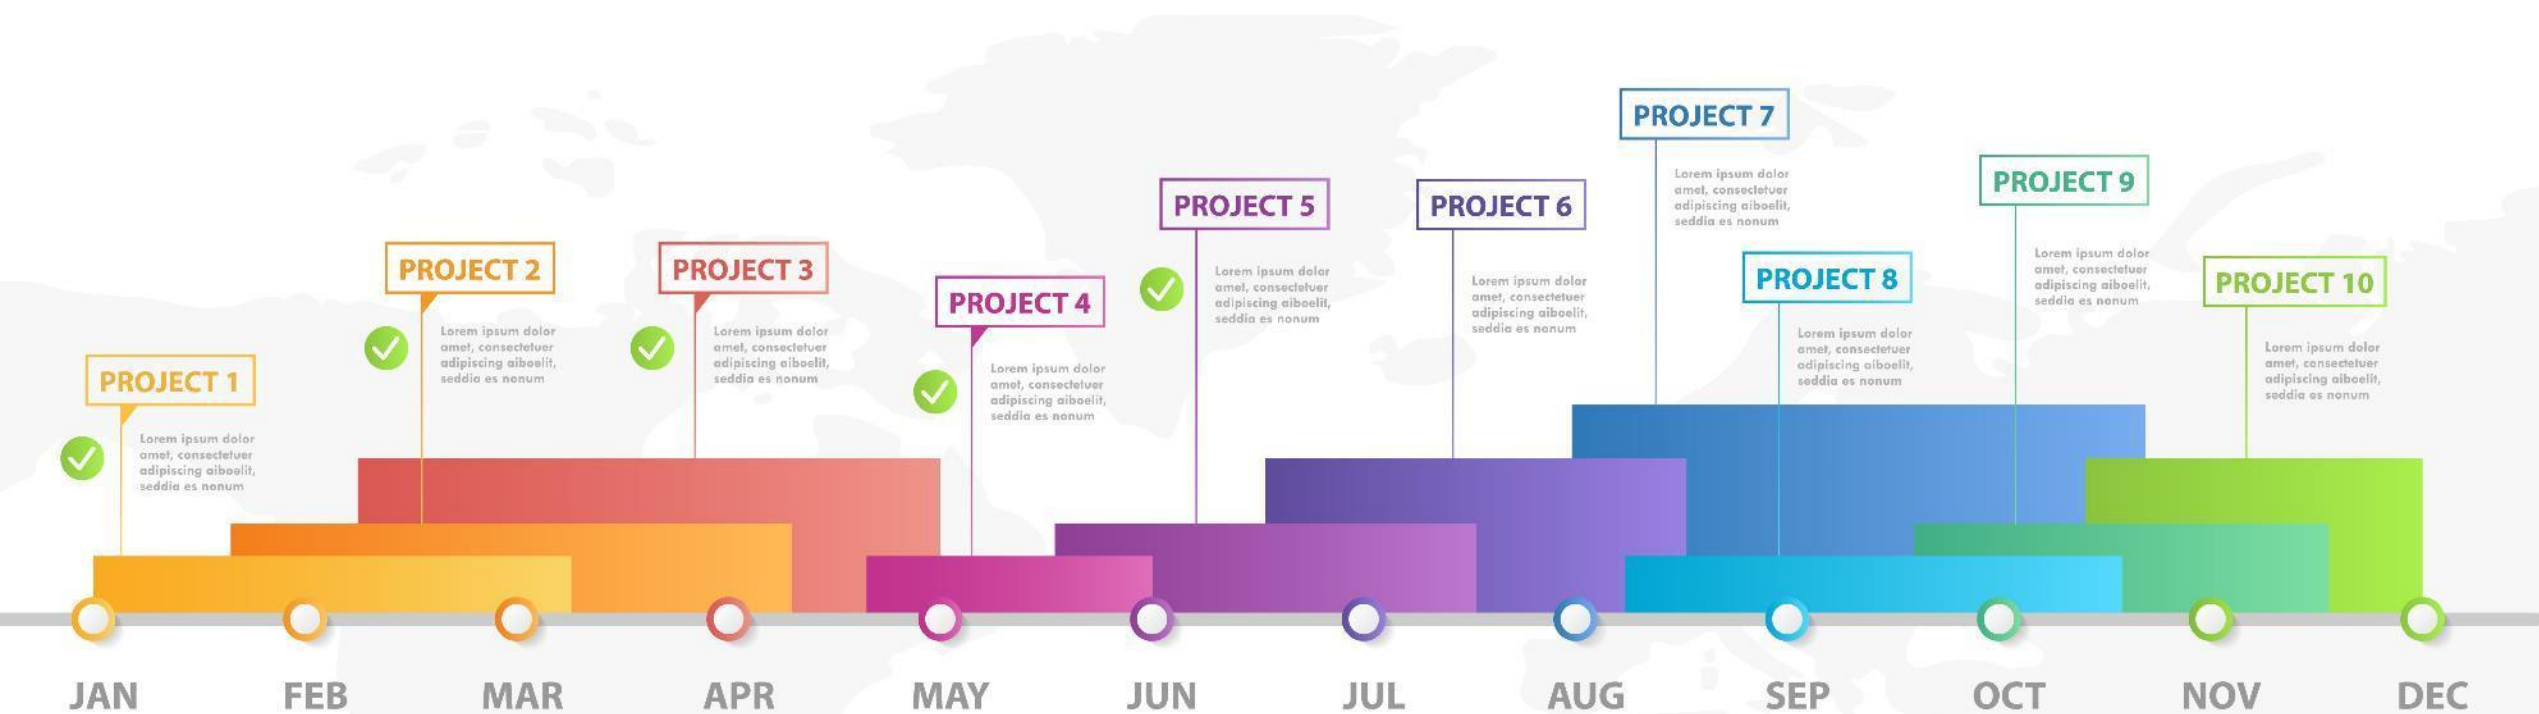 PROJECT 1
Lorem ipsum dolor
amet, consectetuer
adipiscing aiboelit,
seddia es nonum
PROJECT 2
Lorem ipsum dolor
amet, consectetuer
adipiscing aiboelit,
seddia es nonum
PROJECT 3
Lorem ipsum dolor
amet, consectetuer
adipiscing aiboelit,
seddia es nonum
PROJECT 4
Lorem ipsum dolor
amet, consectetuer
adipiscing aiboelit,
seddia es nonum
PROJECT 5
Lorem ipsum dolor
amet, consectetuer
adipiscing aiboelit,
seddia es nonum
PROJECT 6
Lorem ipsum dolor
amet, consectetuer
adipiscing aiboelit,
seddia es nonum
PROJECT 7
Lorem ipsum dolor
amet, consectetuer
adipiscing aiboelit,
seddia es nonum
PROJECT 8
Lorem ipsum dolor
amet, consectetuer
adipiscing aiboelit,
seddia es nonum
PROJECT 9
Lorem ipsum dolor
amet, consectetuer
adipiscing aiboelit,
seddia es nonum
PROJECT 10
Lorem ipsum dolor
amet, consectetuer
adipiscing aiboelit,
seddia es nonum
JAN FEB MAR APR MAY JUN JUL AUG SEP OCT NOV DEC